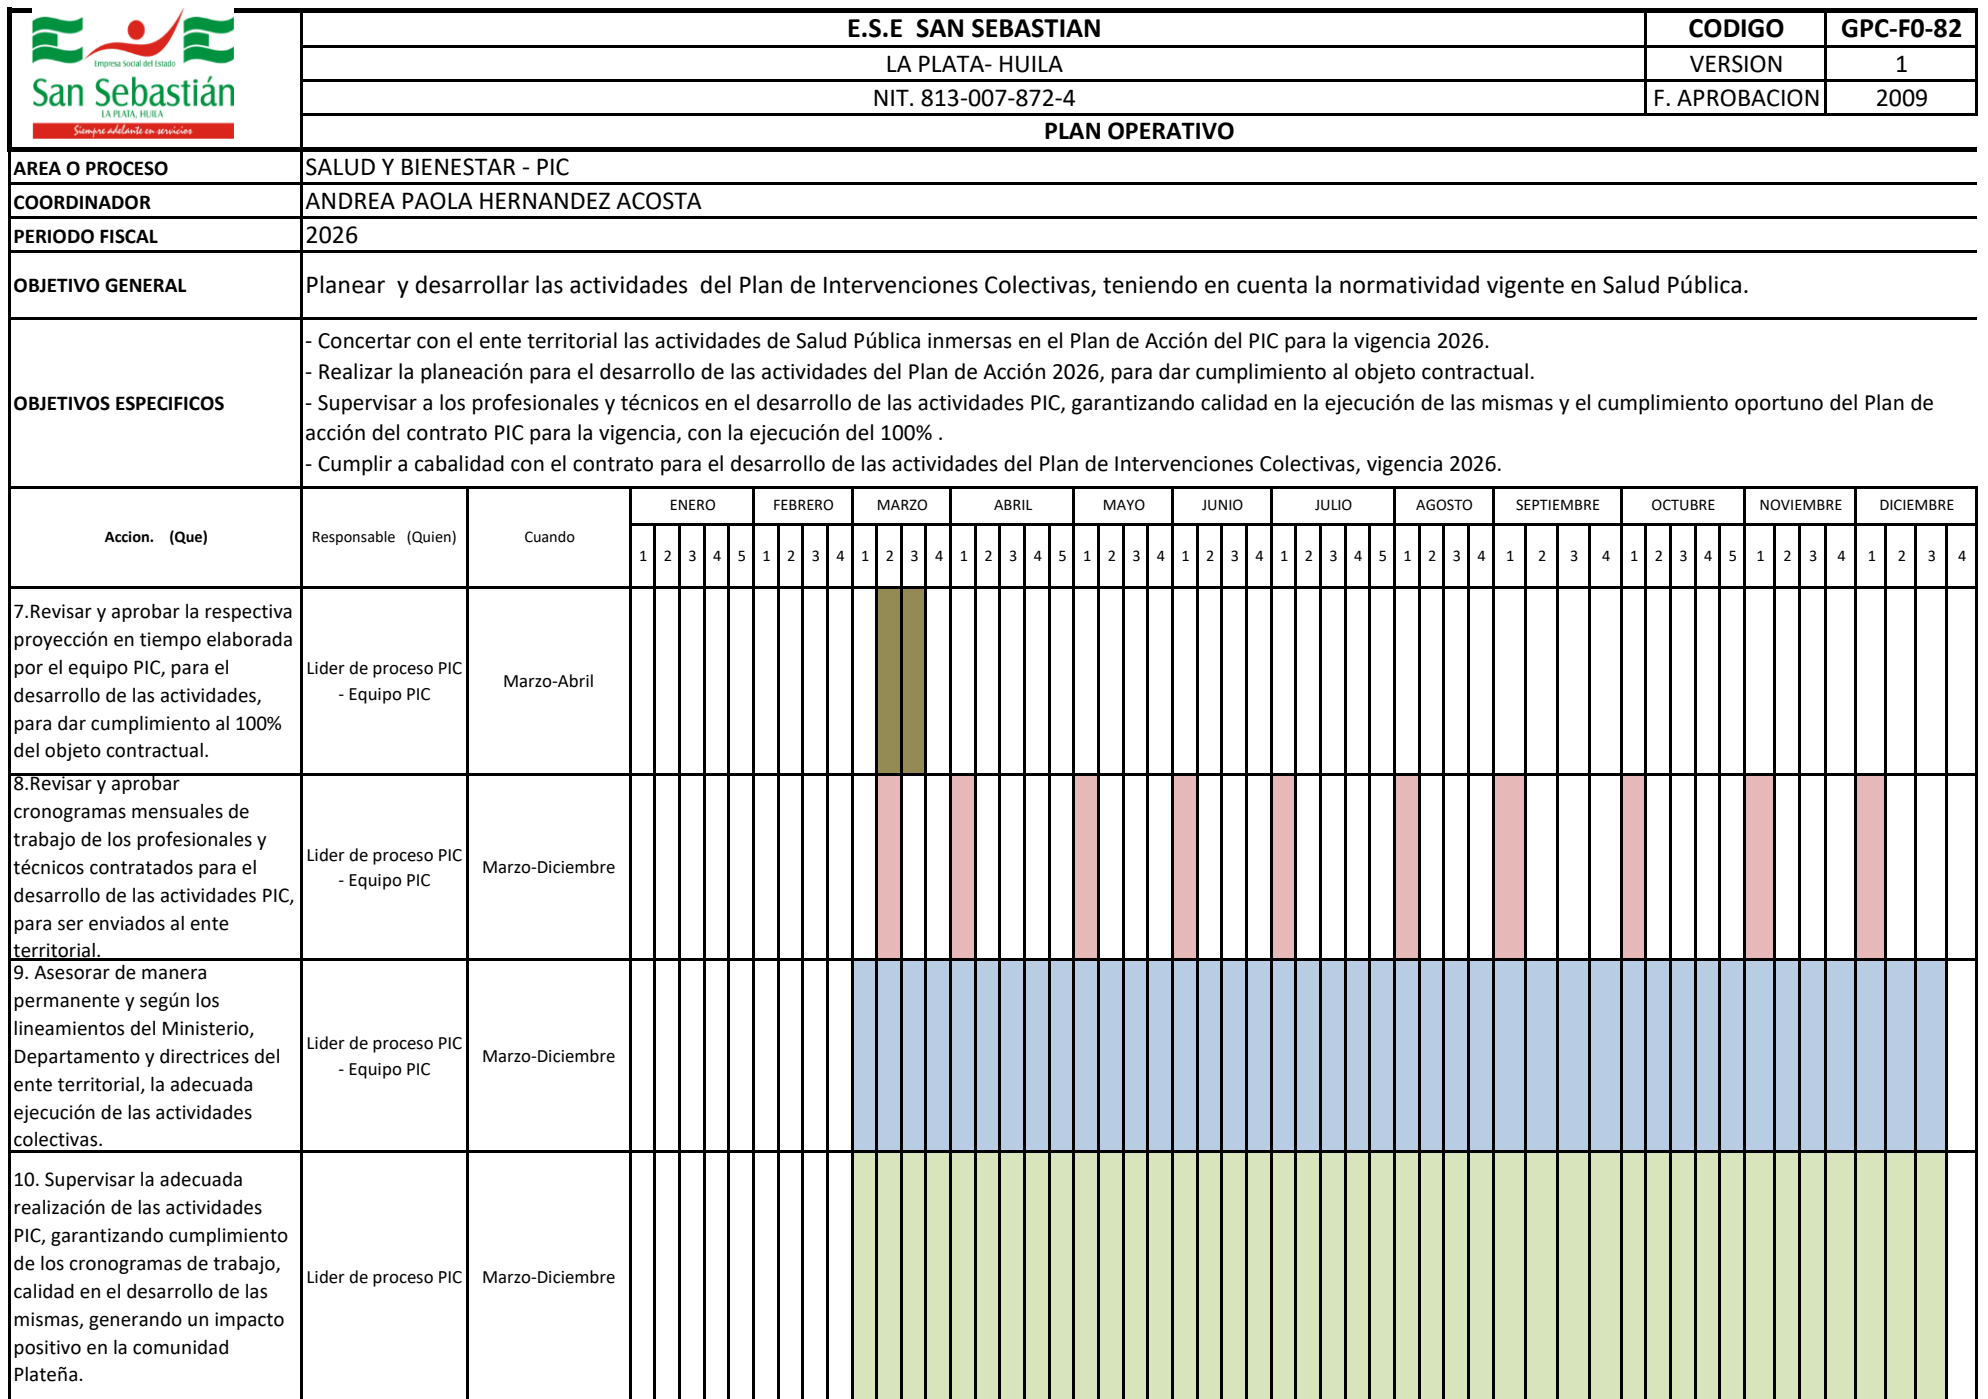 Empresa Social del Estado
San Sebastián
LA PLATA, HUILA
Siempre adelante en servicios
E.S.E  SAN SEBASTIAN
CODIGO
GPC-F0-82
LA PLATA- HUILA
VERSION
1
NIT. 813-007-872-4
F. APROBACION
2009
PLAN OPERATIVO
AREA O PROCESO
SALUD Y BIENESTAR - PIC
COORDINADOR
ANDREA PAOLA HERNANDEZ ACOSTA
PERIODO FISCAL
2026
OBJETIVO GENERAL
Planear  y desarrollar las actividades  del Plan de Intervenciones Colectivas, teniendo en cuenta la normatividad vigente en Salud Pública.
OBJETIVOS ESPECIFICOS
- Concertar con el ente territorial las actividades de Salud Pública inmersas en el Plan de Acción del PIC para la vigencia 2026.
- Realizar la planeación para el desarrollo de las actividades del Plan de Acción 2026, para dar cumplimiento al objeto contractual.
- Supervisar a los profesionales y técnicos en el desarrollo de las actividades PIC, garantizando calidad en la ejecución de las mismas y el cumplimiento oportuno del Plan de
acción del contrato PIC para la vigencia, con la ejecución del 100% .
- Cumplir a cabalidad con el contrato para el desarrollo de las actividades del Plan de Intervenciones Colectivas, vigencia 2026.
Accion.   (Que)
Responsable   (Quien)
Cuando
ENERO FEBRERO MARZO ABRIL MAYO JUNIO JULIO AGOSTO SEPTIEMBRE OCTUBRE NOVIEMBRE DICIEMBRE
1 2 3 4 5 1 2 3 4 1 2 3 4 1 2 3 4 5 1 2 3 4 1 2 3 4 1 2 3 4 5 1 2 3 4 1 2 3 4 1 2 3 4 5 1 2 3 4 1 2 3 4
7.Revisar y aprobar la respectiva
proyección en tiempo elaborada
por el equipo PIC, para el
desarrollo de las actividades,
para dar cumplimiento al 100%
del objeto contractual.
Lider de proceso PIC
- Equipo PIC
Marzo-Abril
8.Revisar y aprobar
cronogramas mensuales de
trabajo de los profesionales y
técnicos contratados para el
desarrollo de las actividades PIC,
para ser enviados al ente
territorial.
Lider de proceso PIC
- Equipo PIC
Marzo-Diciembre
9. Asesorar de manera
permanente y según los
lineamientos del Ministerio,
Departamento y directrices del
ente territorial, la adecuada
ejecución de las actividades
colectivas.
Lider de proceso PIC
- Equipo PIC
Marzo-Diciembre
10. Supervisar la adecuada
realización de las actividades
PIC, garantizando cumplimiento
de los cronogramas de trabajo,
calidad en el desarrollo de las
mismas, generando un impacto
positivo en la comunidad
Plateña.
Lider de proceso PIC
Marzo-Diciembre